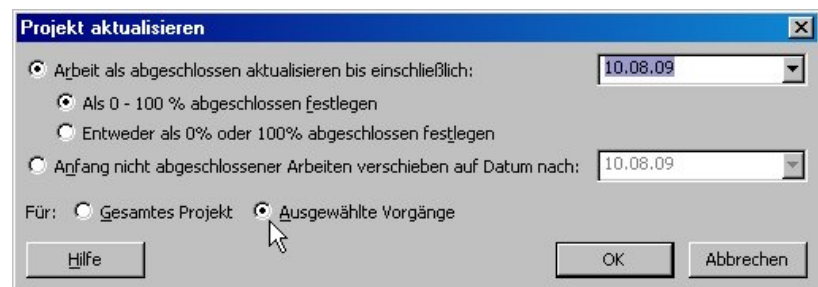 Projekt aktualisieren
Arbeit als abgeschlossen aktualisieren bis einschließlich: 10.08.09
Als 0 - 100 % abgeschlossen festlegen
Entweder als 0% oder 100% abgeschlossen festlegen
Anfang nicht abgeschlossener Arbeiten verschieben auf Datum nach: 10.08.09
Für: Gesamtes Projekt Ausgewählte Vorgänge
Hilfe OK Abbrechen